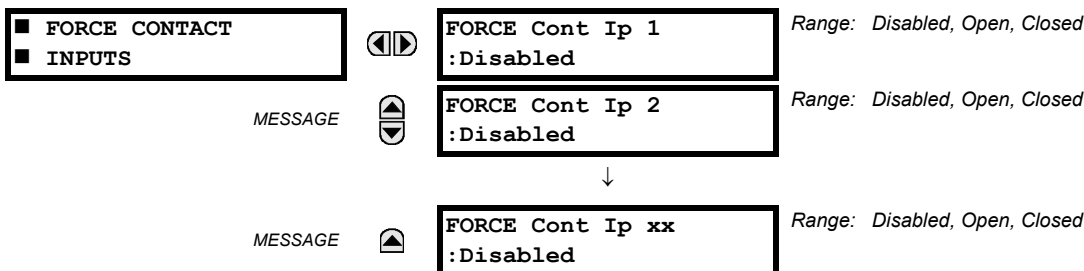 ■ FORCE CONTACT
■ INPUTS
FORCE Cont Ip 1
:Disabled
Range: Disabled, Open, Closed
MESSAGE
FORCE Cont Ip 2
:Disabled
Range: Disabled, Open, Closed
↓
MESSAGE
FORCE Cont Ip xx
:Disabled
Range: Disabled, Open, Closed